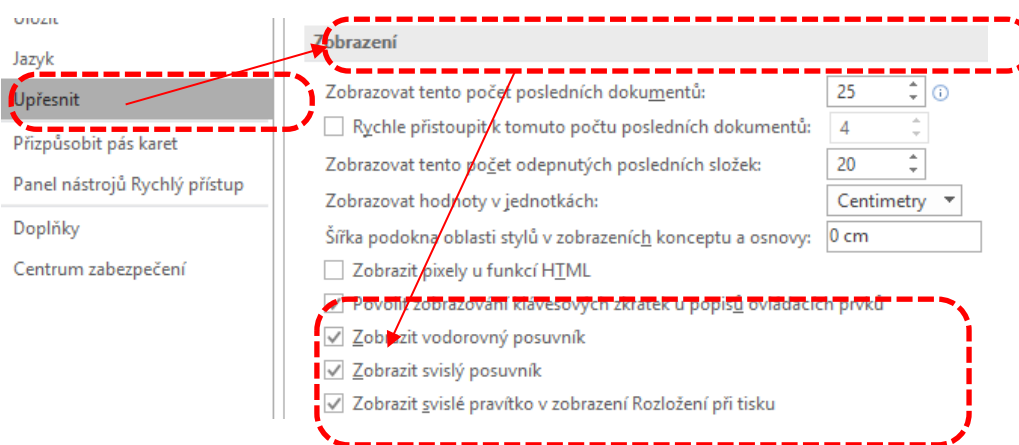 Uložit
Jazyk
Upřesnit
Přizpůsobit pás karet
Panel nástrojů Rychlý přístup
Doplňky
Centrum zabezpečení
Zobrazení
Zobrazovat tento počet posledních dokumentů: 25
Rychle přistoupit k tomuto počtu posledních dokumentů: 4
Zobrazovat tento počet odepnutých posledních složek: 20
Zobrazovat hodnoty v jednotkách: Centimetry
Šířka podokna oblasti stylů v zobrazeních konceptu a osnovy: 0 cm
Zobrazit pixely u funkcí HTML
Povolit zobrazování klávesových zkratek u popisů ovládacích prvků
Zobrazit vodorovný posuvník
Zobrazit svislý posuvník
Zobrazit svislé pravítko v zobrazení Rozložení při tisku